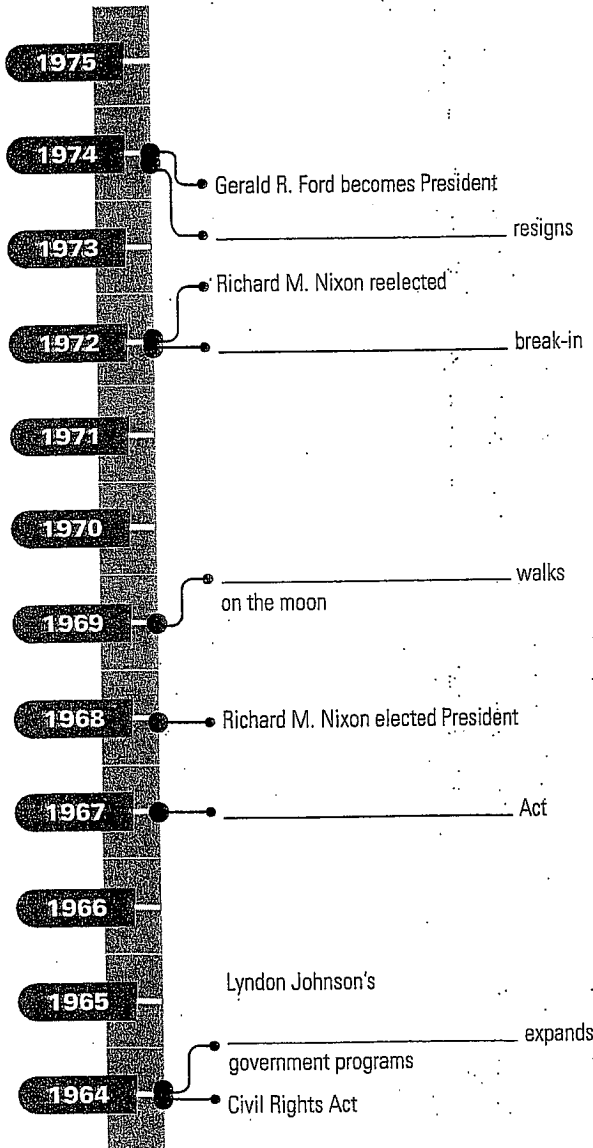 1975
1974
Gerald R. Ford becomes President
resigns
1973
Richard M. Nixon reelected
1972
break-in
1971
1970
walks
on the moon
1969
1968
Richard M. Nixon elected President
1967
Act
1966
Lyndon Johnson's
1965
expands
government programs
1964
Civil Rights Act